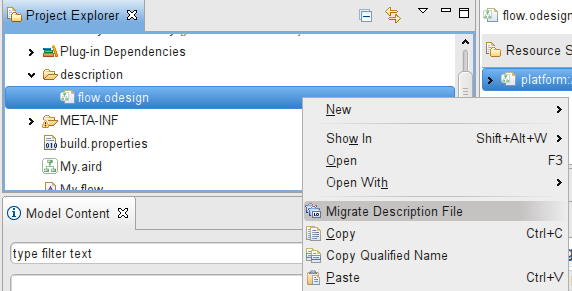 Project Explorer
Plug-in Dependencies
description
flow.odesign
META-INF
build.properties
My.aird
My.flow
Model Content
type filter text
New
Show In Shift+Alt+W
Open F3
Open With
Migrate Description File
Copy Ctrl+C
Copy Qualified Name
Paste Ctrl+V
flow.odesign
Resource S
platform: